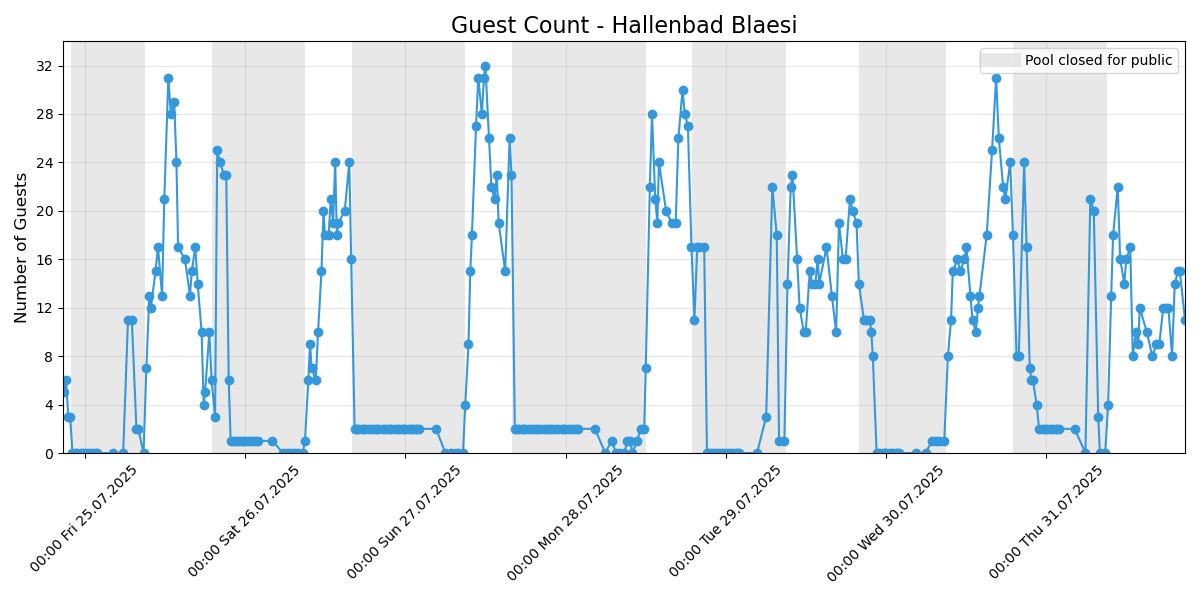 Guest Count - Hallenbad Blaesi
Pool closed for public
Number of Guests
32
28
24
20
16
12
8
4
0
00:00 Fri 25.07.2025
00:00 Sat 26.07.2025
00:00 Sun 27.07.2025
00:00 Mon 28.07.2025
00:00 Tue 29.07.2025
00:00 Wed 30.07.2025
00:00 Thu 31.07.2025